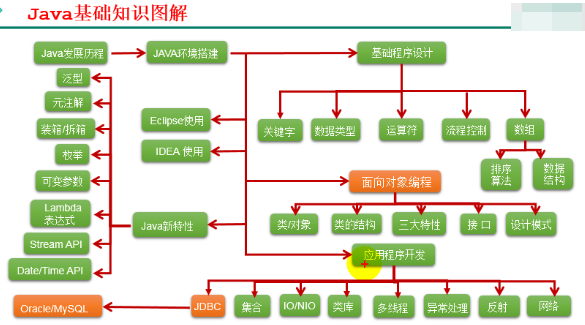 Java基础知识图解
Java发展历程
JAVA环境搭建
基础程序设计
泛型
元注解
装箱/拆箱
枚举
可变参数
Lambda
表达式
Stream API
Date/Time API
Eclipse使用
IDEA 使用
Java新特性
关键字
数据类型
运算符
流程控制
数组
排序
算法
数据
结构
面向对象编程
类/对象
类的结构
三大特性
接 口
设计模式
应用程序开发
Oracle/MySQL
JDBC
集合
IO/NIO
类库
多线程
异常处理
反射
网络